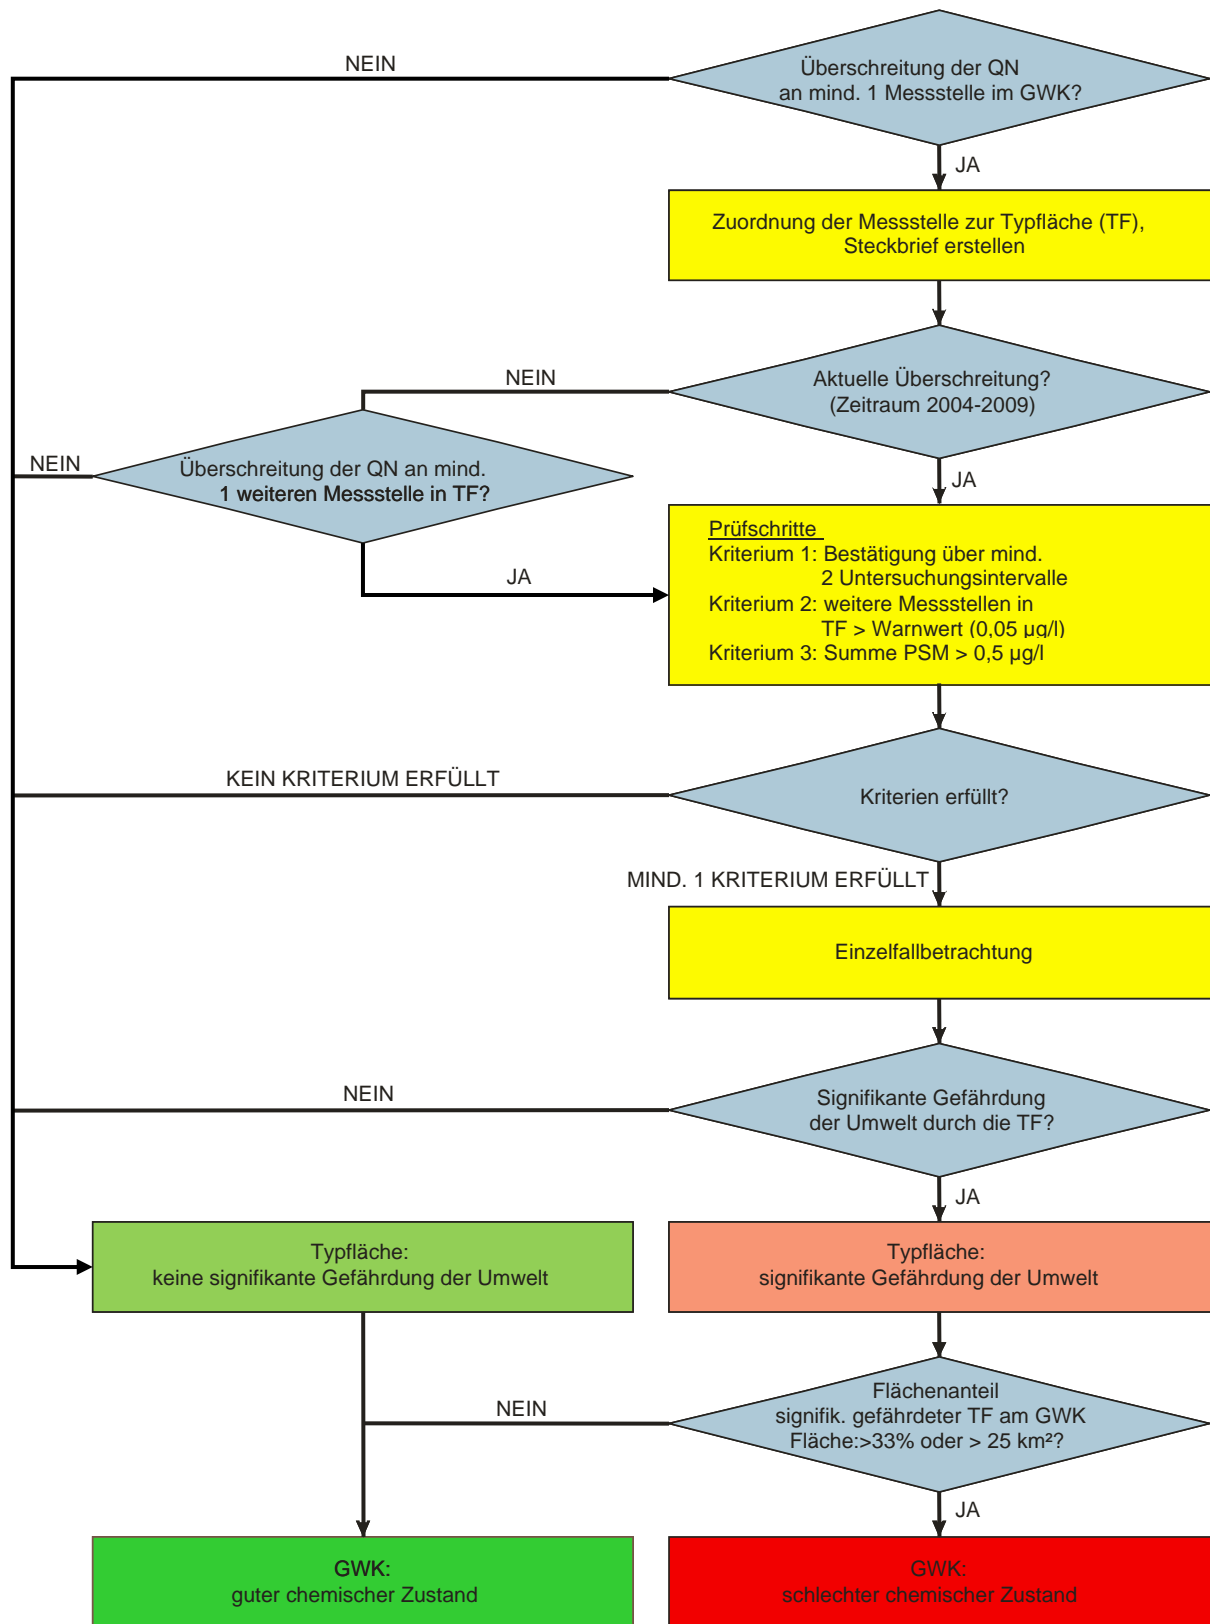 NEIN
Überschreitung der QN
an mind. 1 Messstelle im GWK?
JA
Zuordnung der Messstelle zur Typfläche (TF),
Steckbrief erstellen
NEIN
Aktuelle Überschreitung?
(Zeitraum 2004-2009)
NEIN
Überschreitung der QN an mind.
1 weiteren Messstelle in TF?
JA
JA
Prüfschritte
Kriterium 1: Bestätigung über mind.
2 Untersuchungsintervalle
Kriterium 2: weitere Messstellen in
TF > Warnwert (0,05 µg/l)
Kriterium 3: Summe PSM > 0,5 µg/l
KEIN KRITERIUM ERFÜLLT
Kriterien erfüllt?
MIND. 1 KRITERIUM ERFÜLLT
Einzelfallbetrachtung
NEIN
Signifikante Gefährdung
der Umwelt durch die TF?
JA
Typfläche:
keine signifikante Gefährdung der Umwelt
Typfläche:
signifikante Gefährdung der Umwelt
NEIN
Flächenanteil
signifik. gefährdeter TF am GWK
Fläche:>33% oder > 25 km²?
JA
GWK:
guter chemischer Zustand
GWK:
schlechter chemischer Zustand